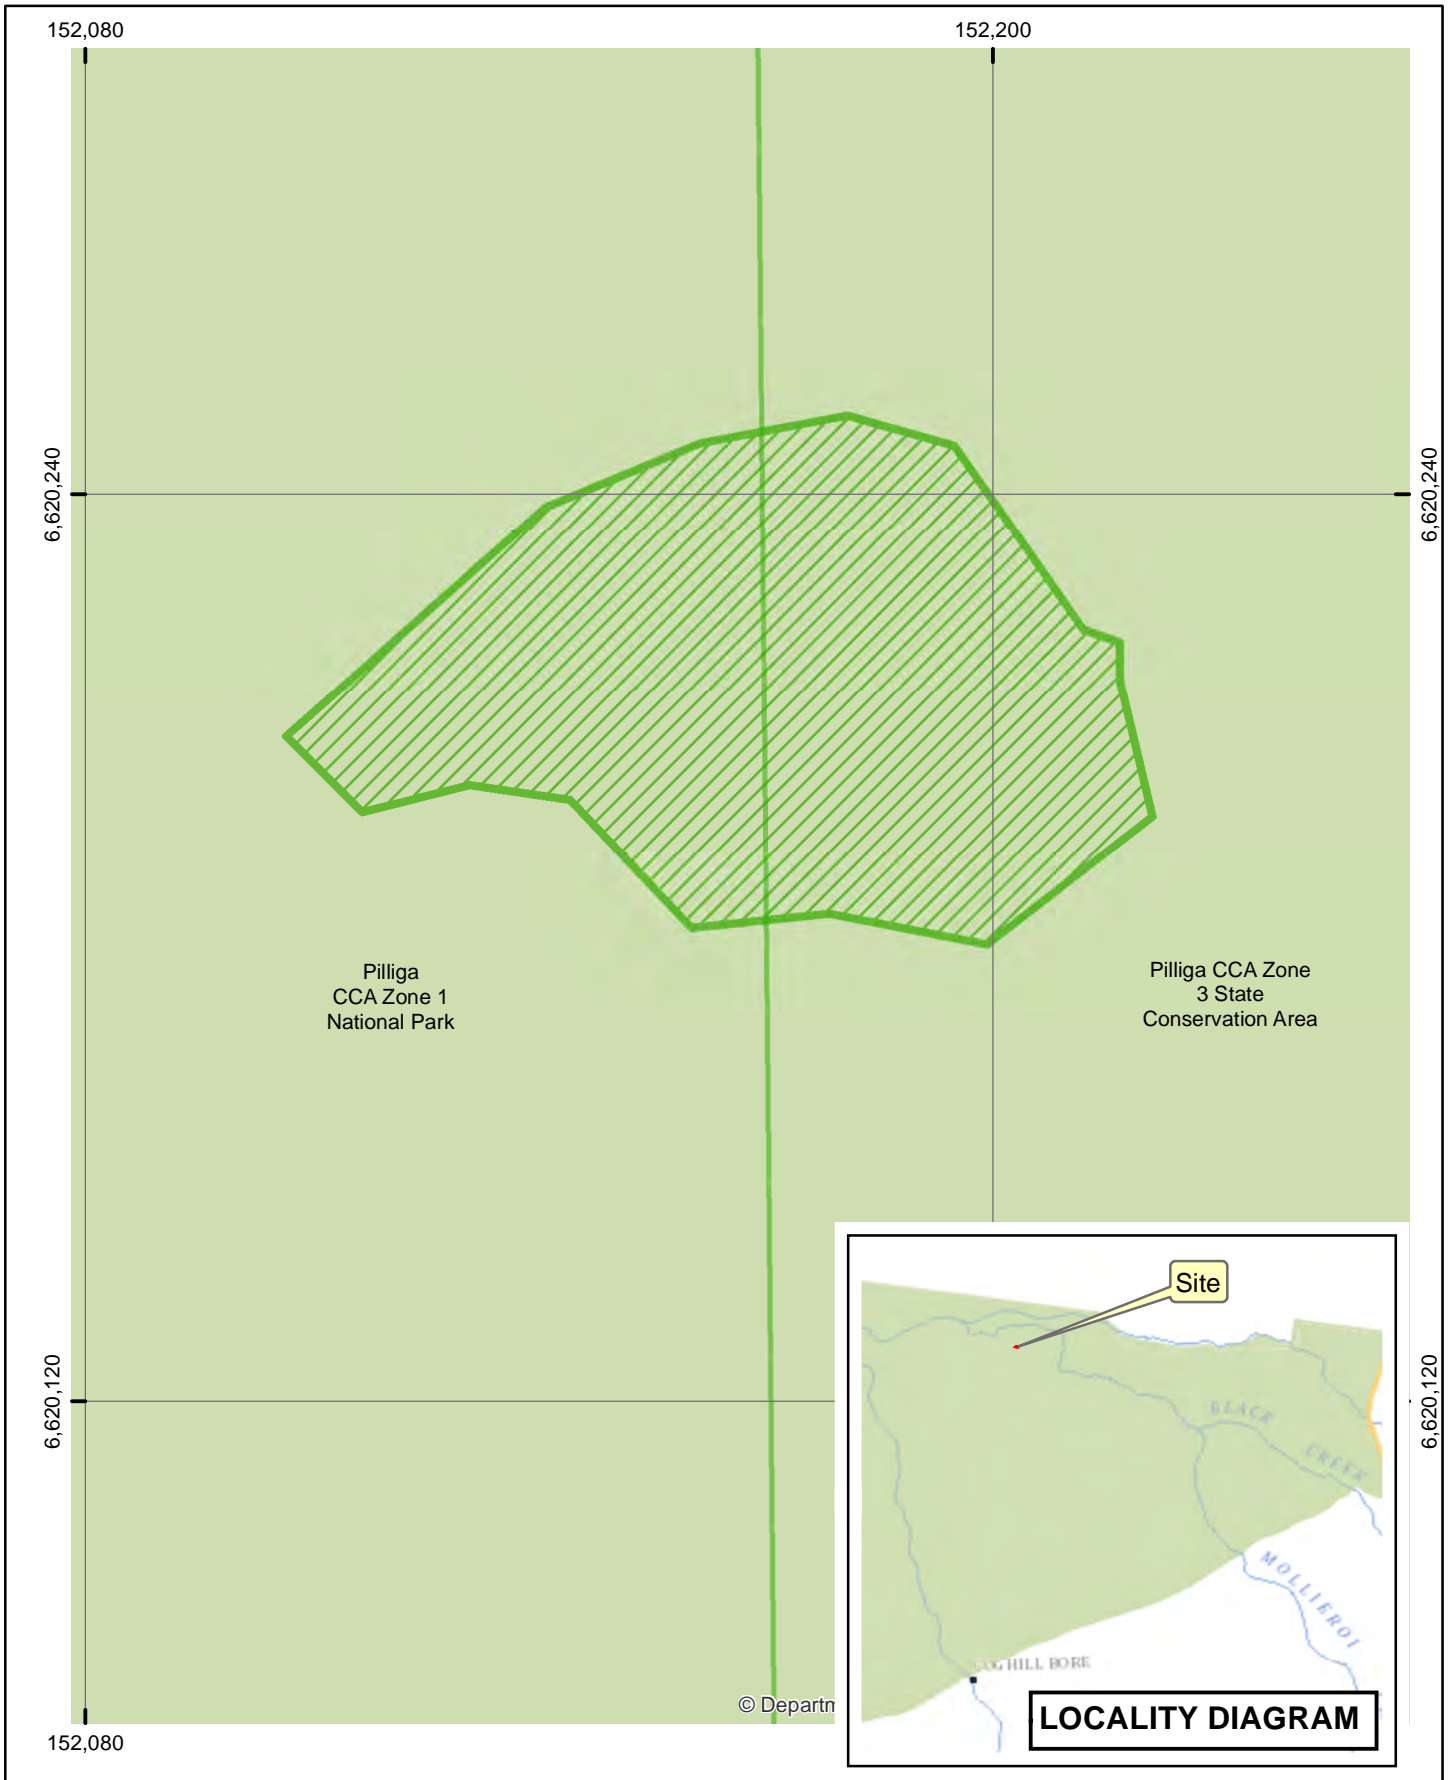 152,080
152,200
6,620,240
6,620,240
Pilliga
CCA Zone 1
National Park
Pilliga CCA Zone
3 State
Conservation Area
Site
BLACK
CREEK
6,620,120
6,620,120
MOLLIEROI
HILL BORE
© Departm
LOCALITY DIAGRAM
152,080